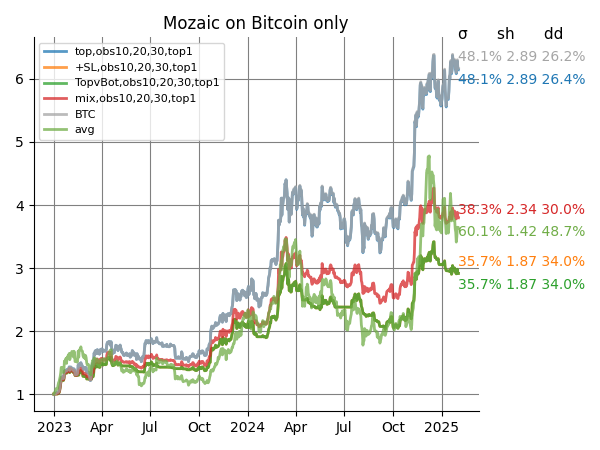 Mozaic on Bitcoin only
σ sh dd
top,obs10,20,30,top1
+SL,obs10,20,30,top1
TopvBot,obs10,20,30,top1
mix,obs10,20,30,top1
BTC
avg
48.1% 2.89 26.2%
48.1% 2.89 26.4%
38.3% 2.34 30.0%
60.1% 1.42 48.7%
35.7% 1.87 34.0%
35.7% 1.87 34.0%
6
5
4
3
2
1
2023 Apr Jul Oct 2024 Apr Jul Oct 2025